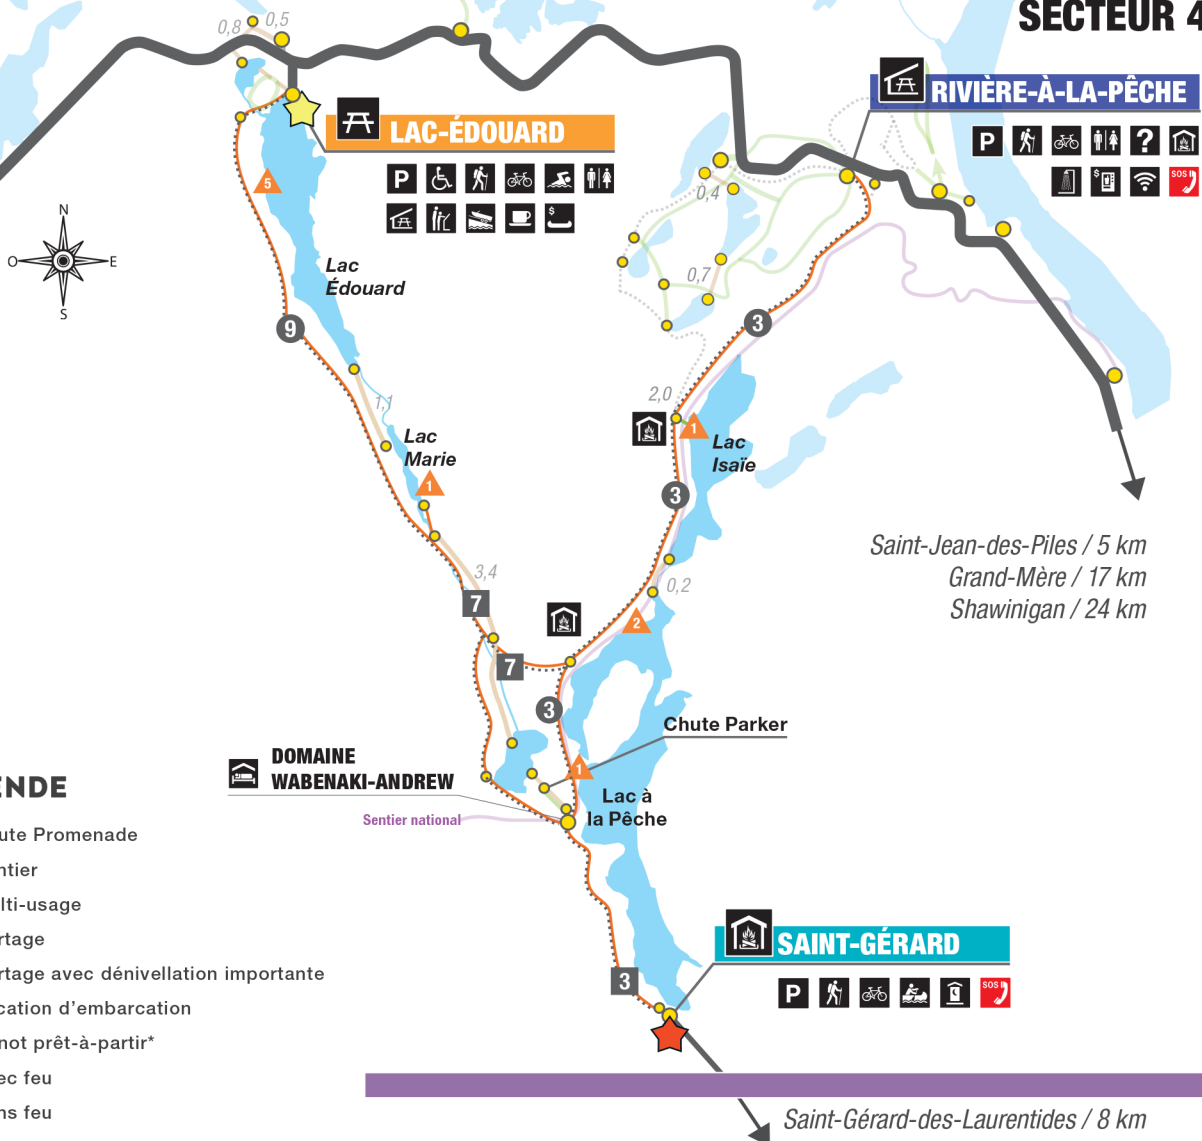 SECTEUR 4
0,8
0,5
RIVIÈRE-À-LA-PÊCHE
LAC-ÉDOUARD
P
P
?
$
SOS
$
5
0,4
N
O
E
S
Lac
Édouard
0,7
9
3
1,1
2,0
1
Lac
Marie
Lac
Isaïe
1
3
Saint-Jean-des-Piles / 5 km
Grand-Mère / 17 km
Shawinigan / 24 km
3,4
0,2
7
2
7
3
Chute Parker
DOMAINE
WABENAKI-ANDREW
1
Lac à
la Pêche
Sentier national
ENDE
ute Promenade
ntier
lti-usage
rtage
rtage avec dénivellation importante
cation d’embarcation
not prêt-à-partir*
ec feu
ns feu
SAINT-GÉRARD
3
P
SOS
Saint-Gérard-des-Laurentides / 8 km